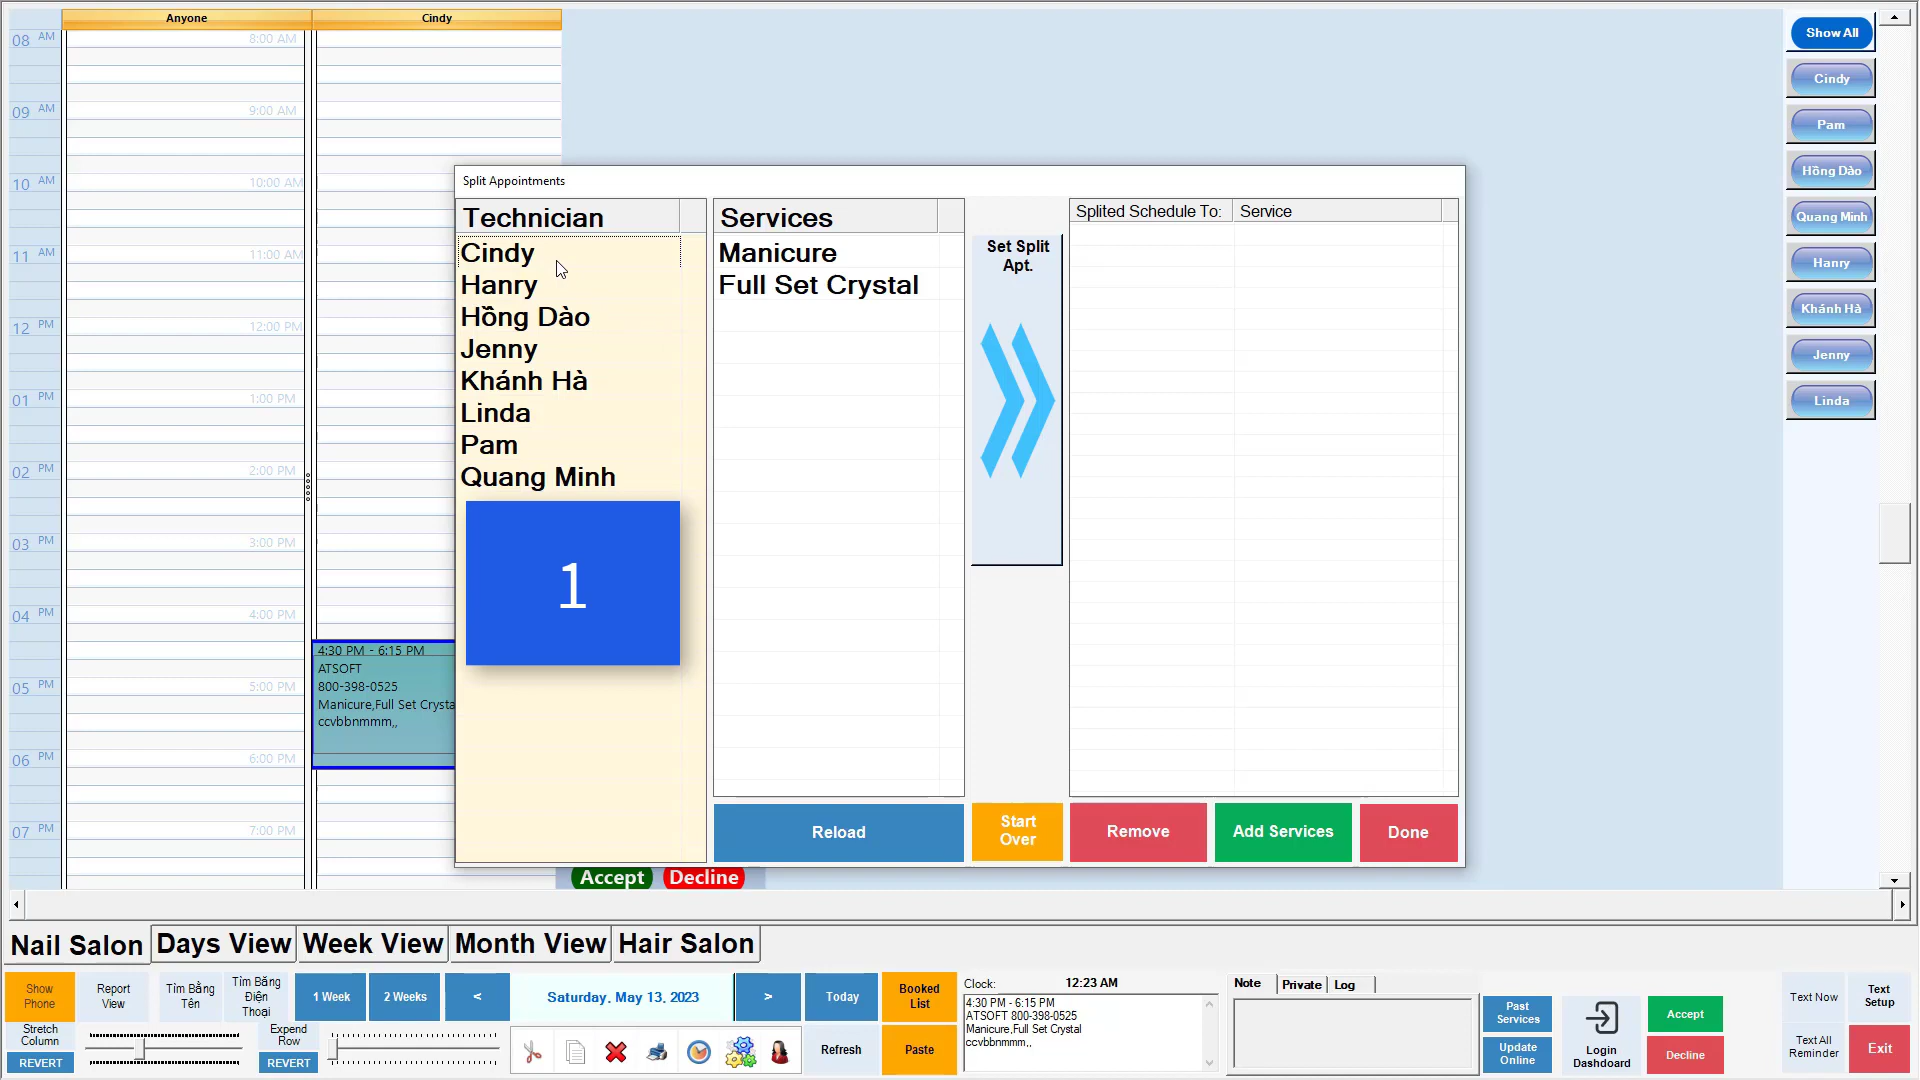 Anyone
Cindy
08 AM
8:00 AM
09 AM
9:00 AM
10 AM
10:00 AM
11 AM
11:00 AM
12 PM
12:00 PM
01 PM
1:00 PM
02 PM
2:00 PM
03 PM
3:00 PM
04 PM
4:00 PM
05 PM
5:00 PM
06 PM
6:00 PM
07 PM
7:00 PM
4:30 PM - 6:15 PM
ATSOFT
800-398-0525
Manicure,Full Set Crysta
ccvbbnmmm,,
Split Appointments
Technician
Cindy
Hanry
Hồng Dào
Jenny
Khánh Hà
Linda
Pam
Quang Minh
1
Services
Manicure
Full Set Crystal
Set Split
Apt.
Splited Schedule To:
Service
Reload
Start
Over
Remove
Add Services
Done
Accept
Decline
Show All
Cindy
Pam
Hồng Dào
Quang Minh
Hanry
Khánh Hà
Jenny
Linda
Nail Salon
Days View
Week View
Month View
Hair Salon
Show
Phone
Report
View
Tìm Bằng
Tên
Tìm Bằng
Điện
Thoại
1 Week
2 Weeks
<
Saturday, May 13, 2023
>
Today
Booked
List
Stretch
Column
REVERT
Expend
Row
REVERT
Refresh
Paste
Clock:
12:23 AM
4:30 PM - 6:15 PM
ATSOFT 800-398-0525
Manicure,Full Set Crystal
ccvbbnmmm,,
Note
Private
Log
Past
Services
Update
Online
Login
Dashdoard
Accept
Decline
Text Now
Text
Setup
Text All
Reminder
Exit